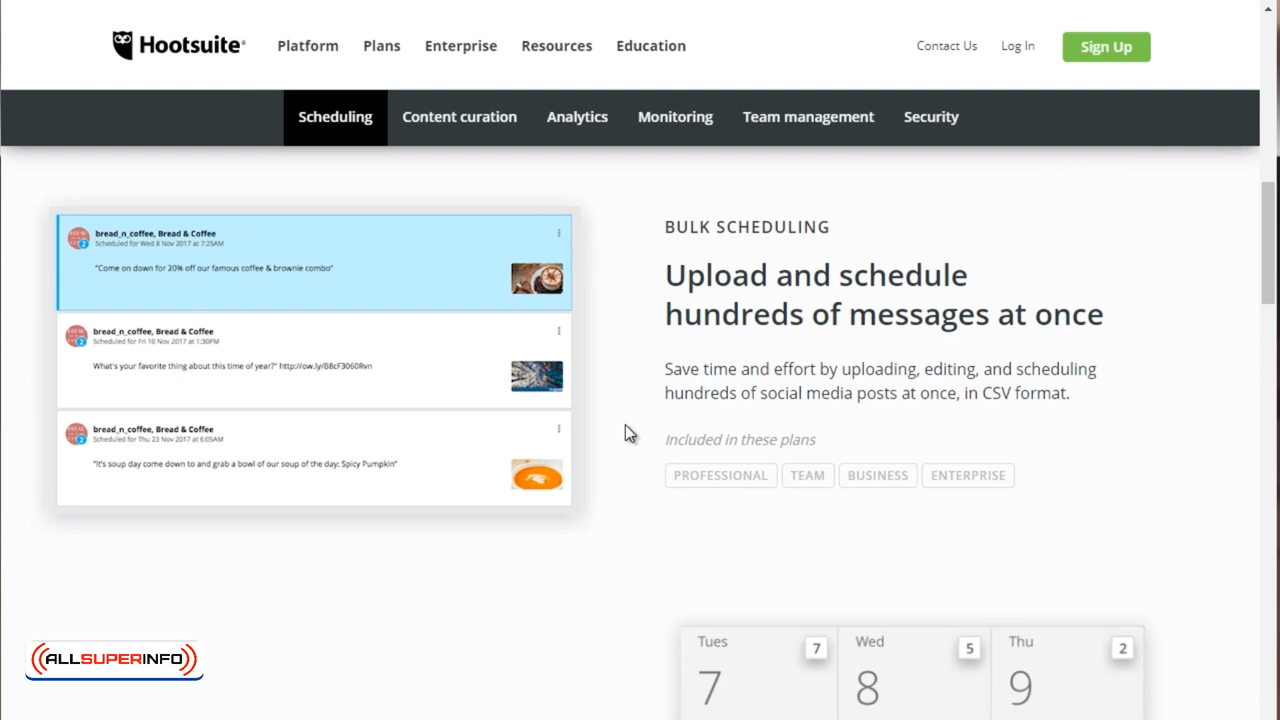 Hootsuite®
Platform Plans Enterprise Resources Education
Contact Us Log In Sign Up
Scheduling Content curation Analytics Monitoring Team management Security
bread_n_coffee, Bread & Coffee
Scheduled for Wed 8 Nov 2017 at 7:25AM
"Come on down for 20% off our famous coffee & brownie combo"
bread_n_coffee, Bread & Coffee
Scheduled for Fri 10 Nov 2017 at 1:30PM
What's your favorite thing about this time of year?" http://ow.ly/B8cF3060Rvn
bread_n_coffee, Bread & Coffee
Scheduled for Thu 23 Nov 2017 at 6:05AM
"It's soup day come down to and grab a bowl of our soup of the day: Spicy Pumpkin"
BULK SCHEDULING
Upload and schedule
hundreds of messages at once
Save time and effort by uploading, editing, and scheduling
hundreds of social media posts at once, in CSV format.
Included in these plans
PROFESSIONAL TEAM BUSINESS ENTERPRISE
Tues 7 Wed 5 Thu 2
7 8 9
ALLSUPERINFO